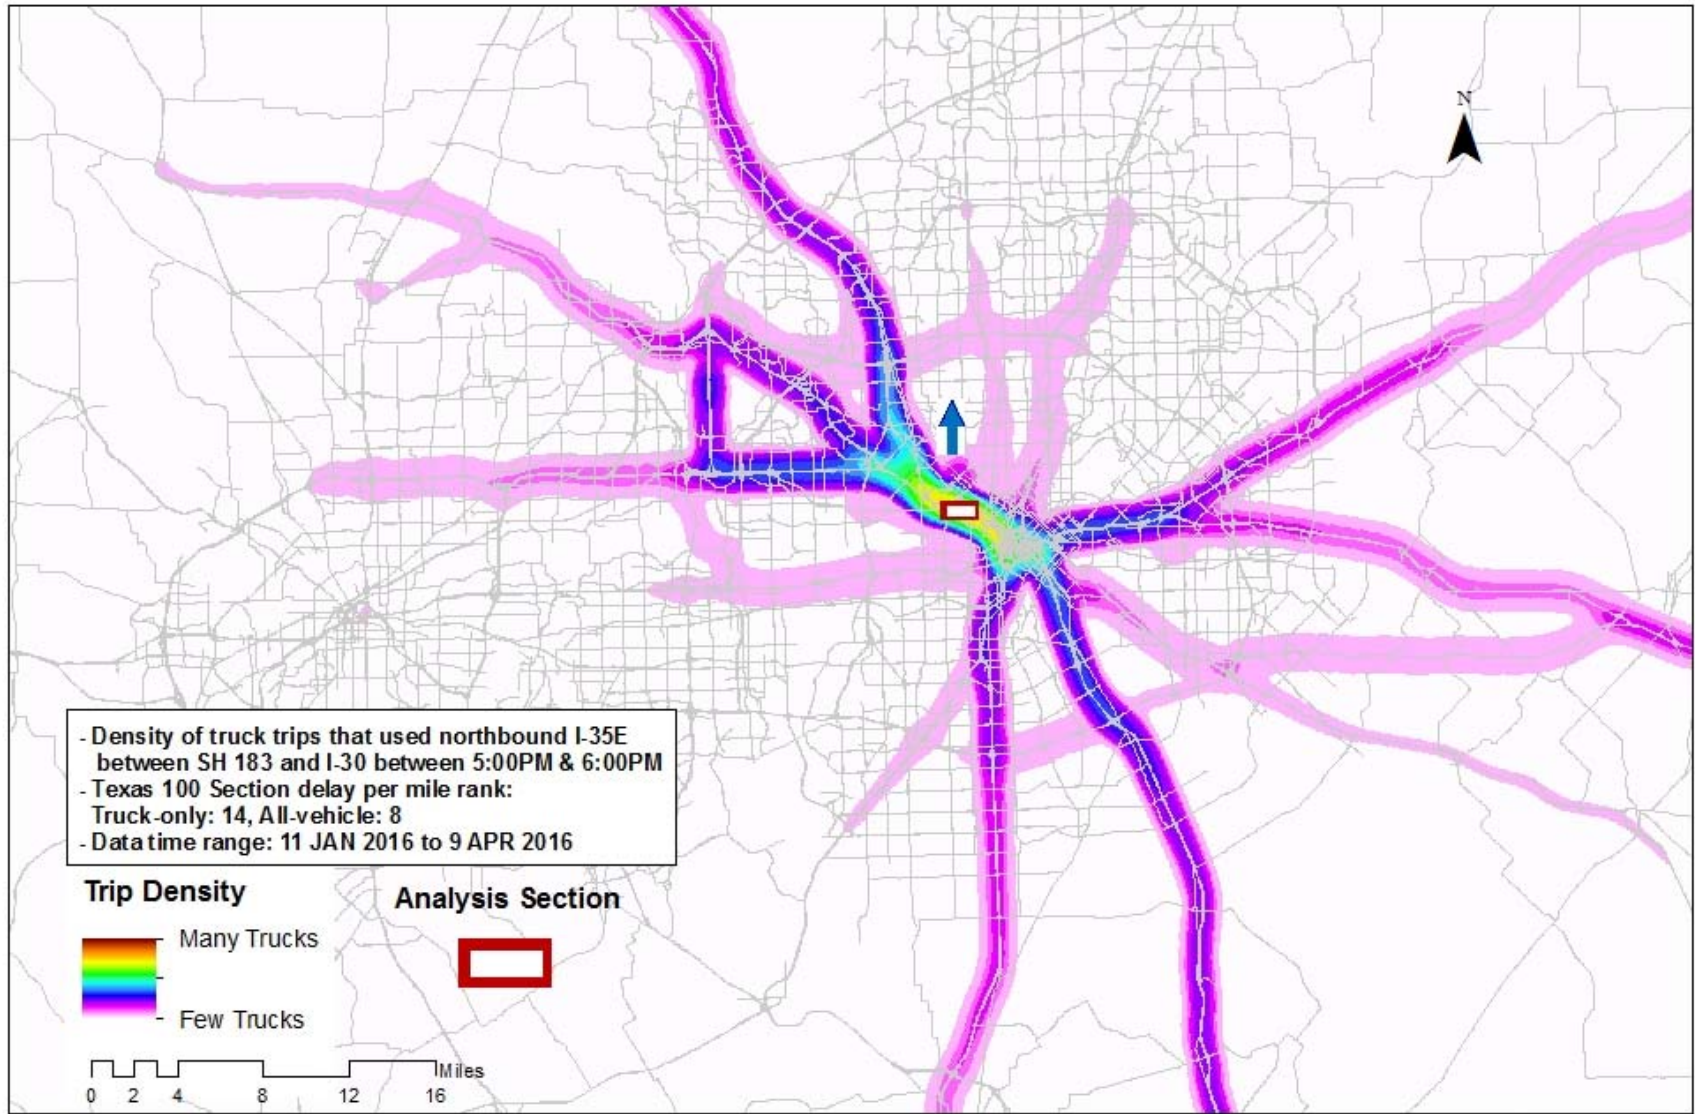 N
- Density of truck trips that used northbound I-35E
between SH 183 and I-30 between 5:00PM & 6:00PM
- Texas 100 Section delay per mile rank:
Truck-only: 14, All-vehicle: 8
- Data time range: 11 JAN 2016 to 9 APR 2016
Trip Density
Analysis Section
Many Trucks
Few Trucks
Miles
0 2 4 8 12 16